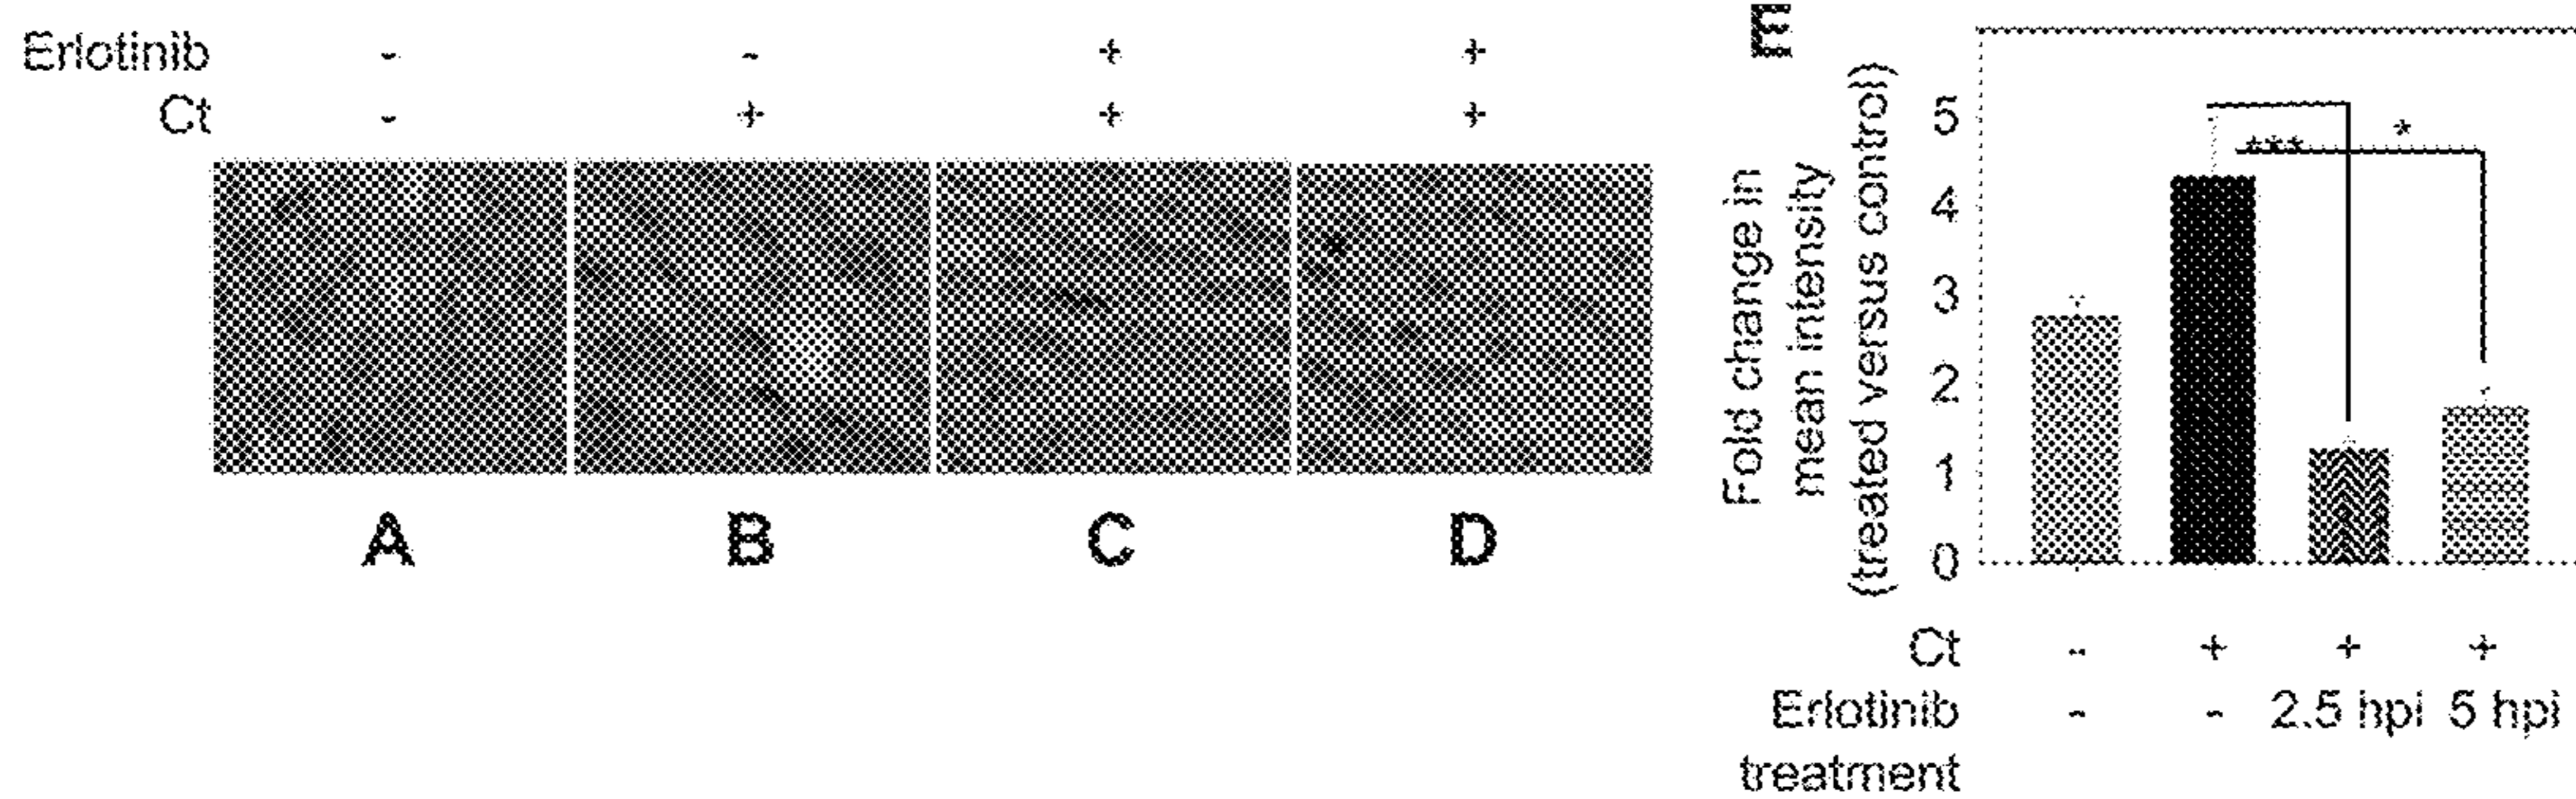 Erlotinib - - + +
Ct - + + +
A B C D
E
Fold change in
mean intensity
(treated versus control)
5
4
3
2
1
0
*** *
Ct - + + +
Erlotinib - - 2.5 hpi 5 hpi
treatment